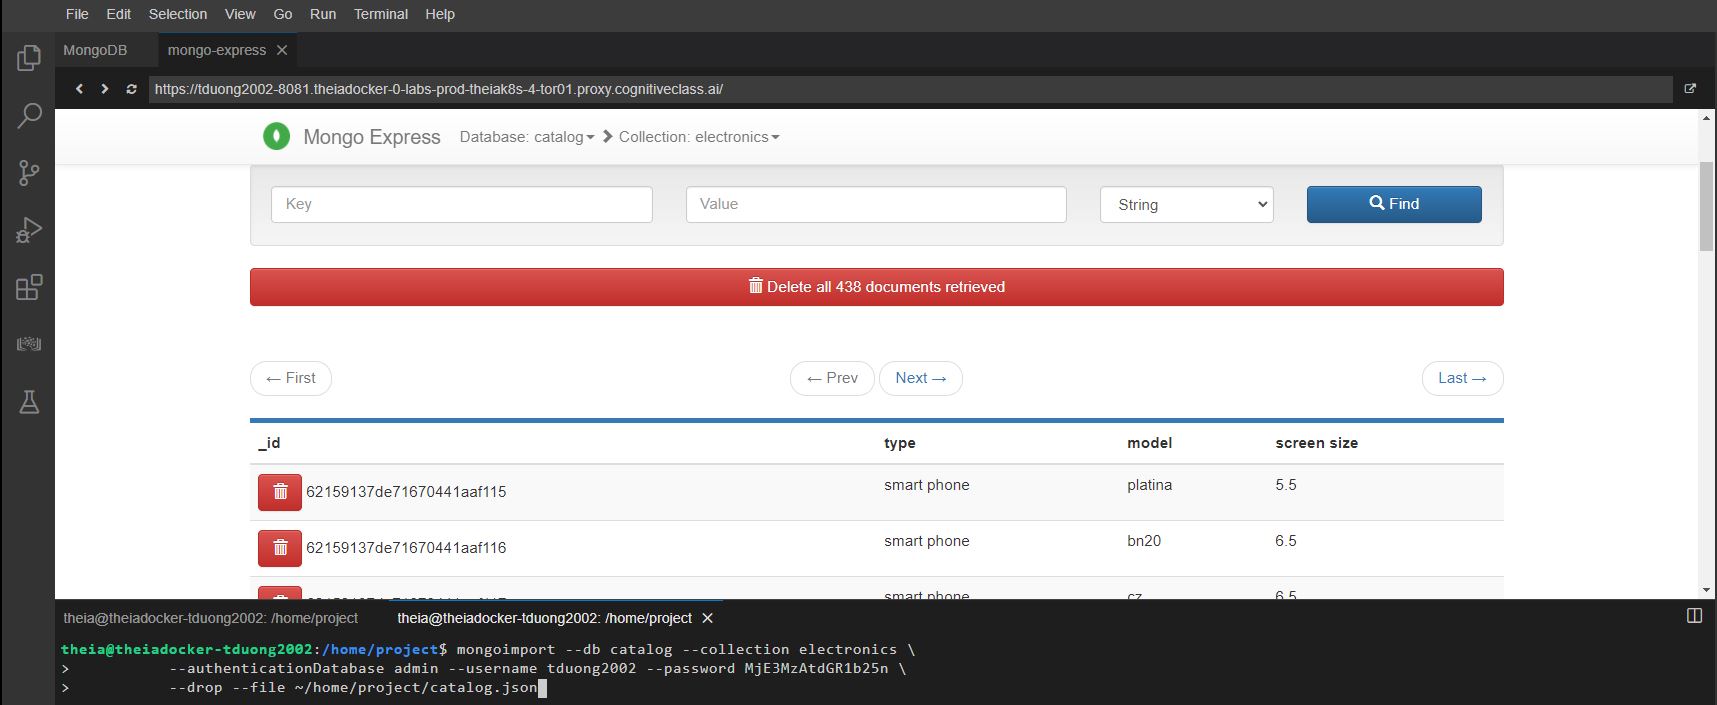 File Edit Selection View Go Run Terminal Help
MongoDB mongo-express
https://tduong2002-8081.theiadocker-0-labs-prod-theiak8s-4-tor01.proxy.cognitiveclass.ai/
Mongo Express Database: catalog Collection: electronics
Key Value String Find
Delete all 438 documents retrieved
← First ← Prev Next → Last →
_id type model screen size
62159137de71670441aaf115 smart phone platina 5.5
62159137de71670441aaf116 smart phone bn20 6.5
smart phone cz 6.5
theia@theiadocker-tduong2002: /home/project theia@theiadocker-tduong2002: /home/project
theia@theiadocker-tduong2002:/home/project$ mongoimport --db catalog --collection electronics \
> --authenticationDatabase admin --username tduong2002 --password MjE3MzAtdGR1b25n \
> --drop --file ~/home/project/catalog.json